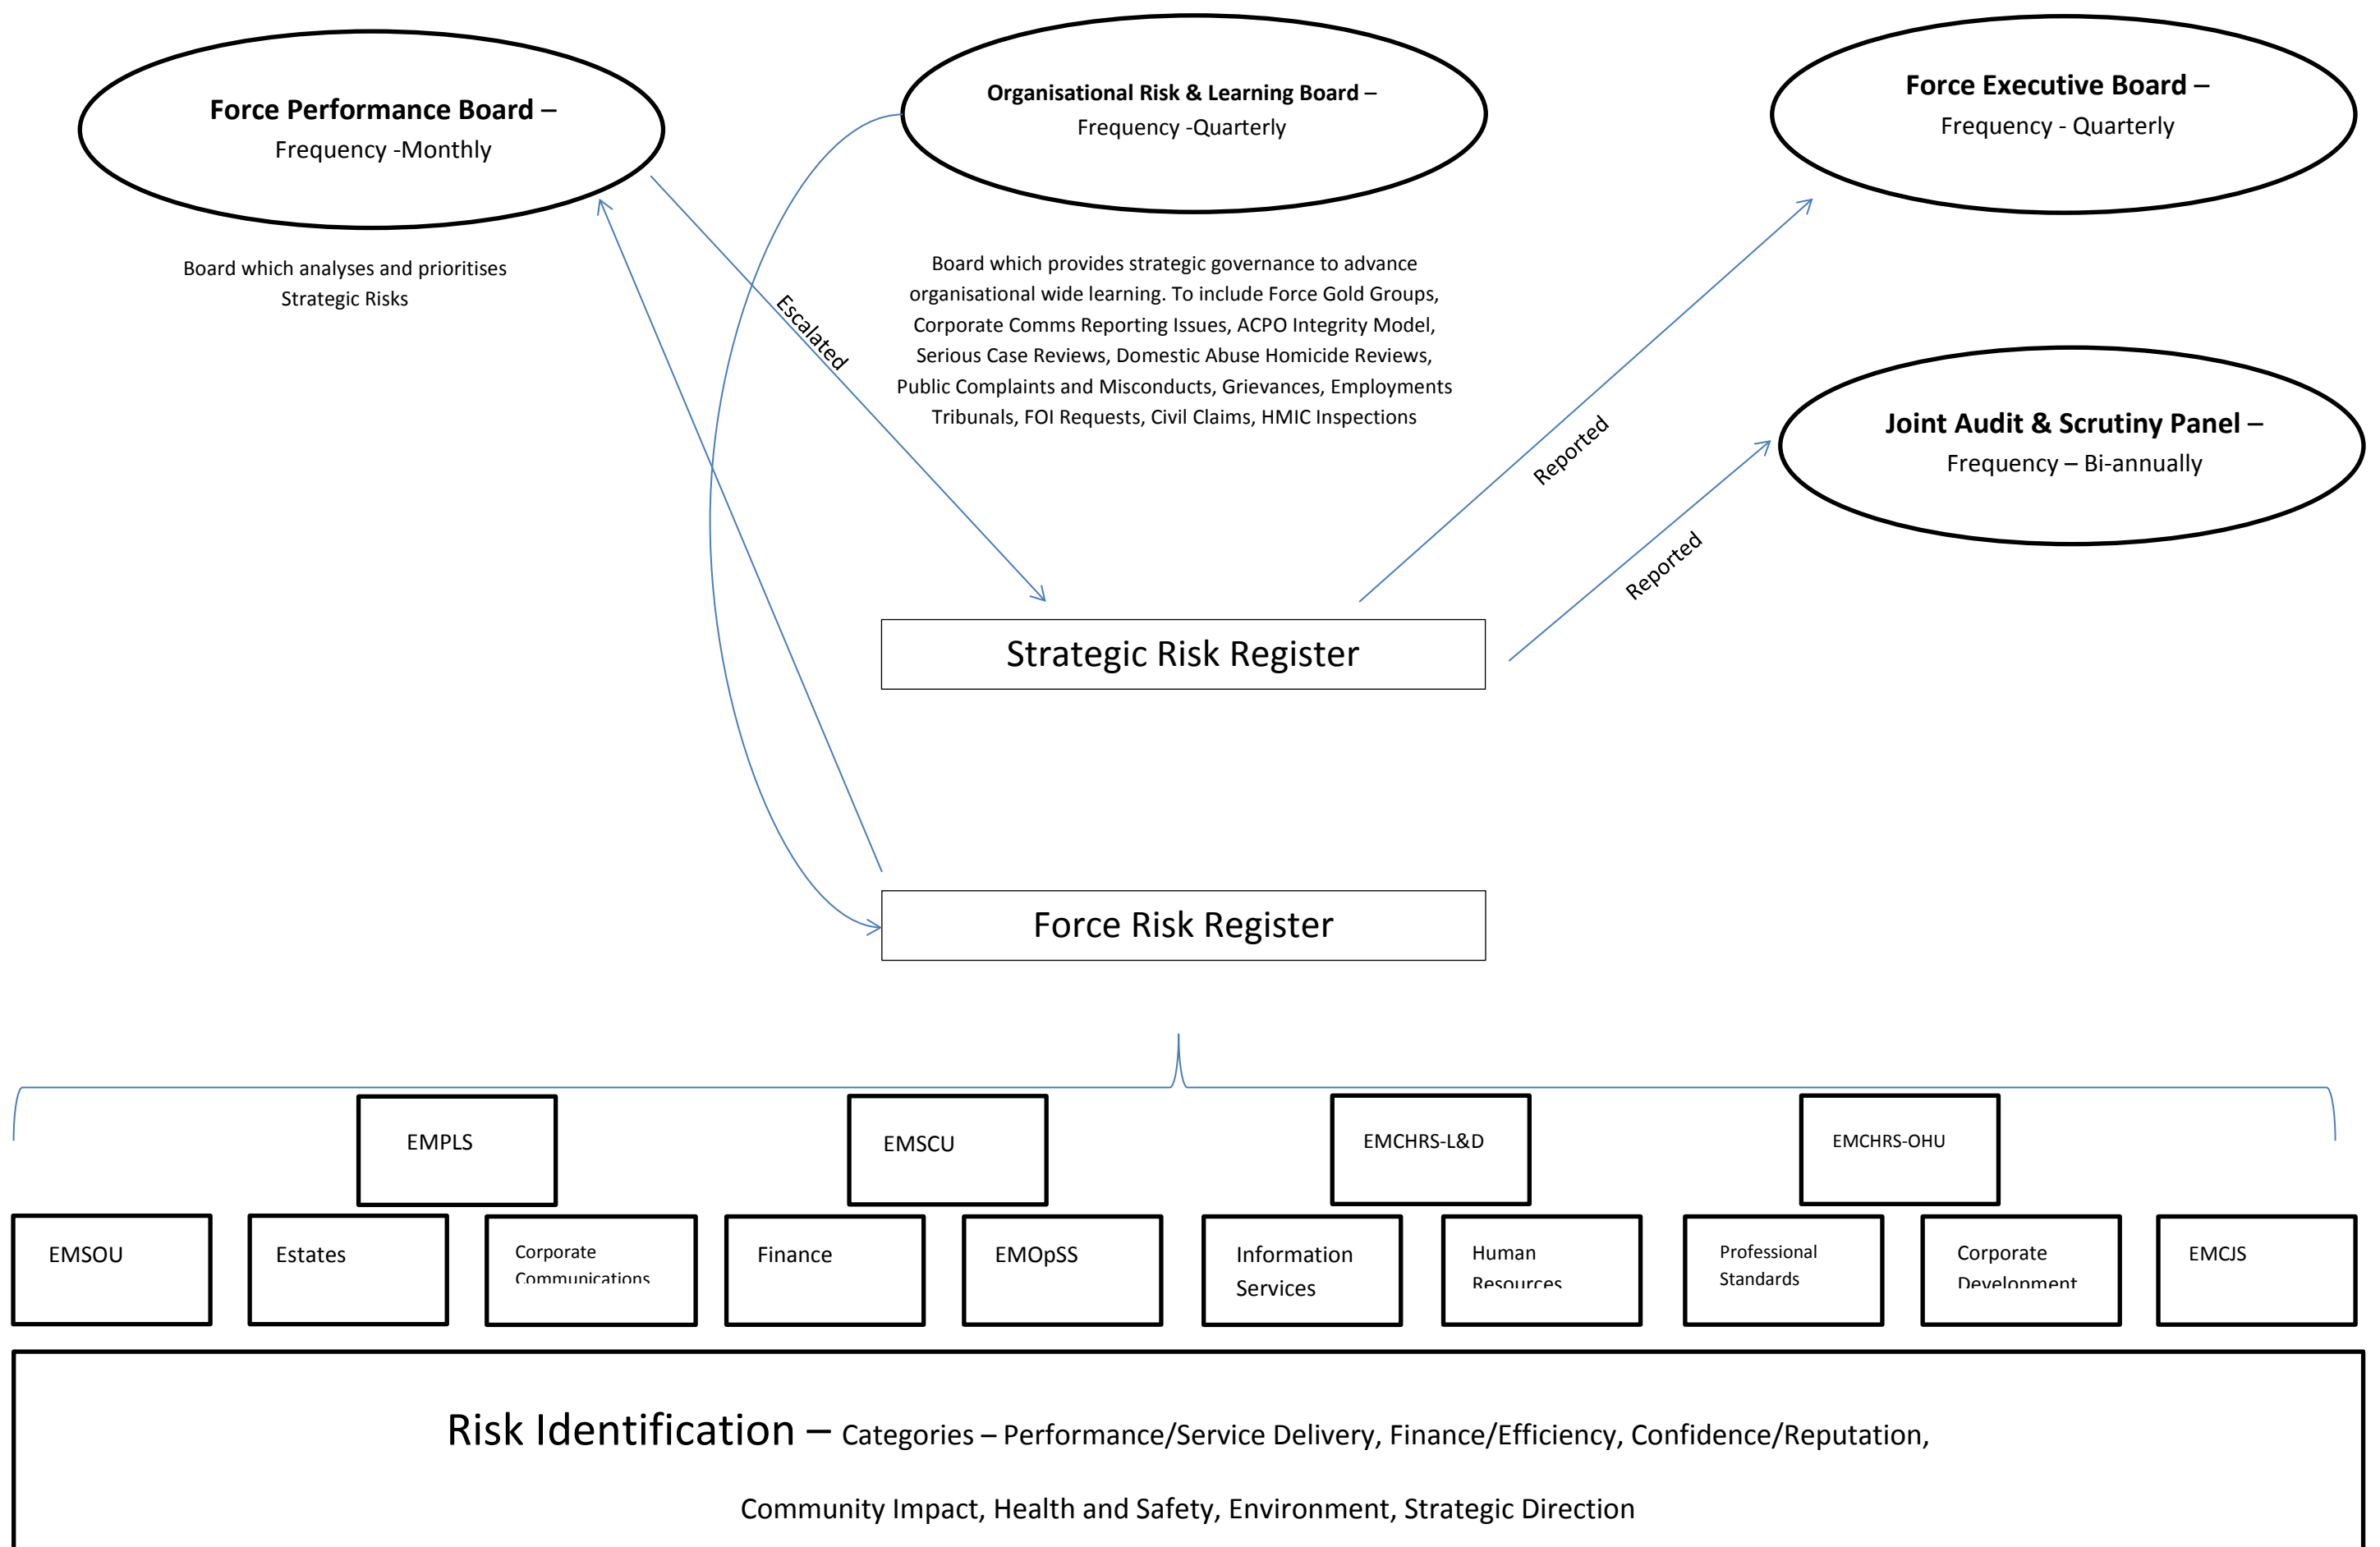 Force Performance Board –
Frequency -Monthly
Board which analyses and prioritises
Strategic Risks
Organisational Risk & Learning Board –
Frequency -Quarterly
Board which provides strategic governance to advance
organisational wide learning. To include Force Gold Groups,
Corporate Comms Reporting Issues, ACPO Integrity Model,
Serious Case Reviews, Domestic Abuse Homicide Reviews,
Public Complaints and Misconducts, Grievances, Employments
Tribunals, FOI Requests, Civil Claims, HMIC Inspections
Force Executive Board –
Frequency - Quarterly
Joint Audit & Scrutiny Panel –
Frequency – Bi-annually
Escalated
Reported
Reported
Strategic Risk Register
Force Risk Register
EMPLS
EMSCU
EMCHRS-L&D
EMCHRS-OHU
EMSOU
Estates
Corporate
Communications
Finance
EMOpSS
Information
Services
Human
Resources
Professional
Standards
Corporate
Development
EMCJS
Risk Identification – Categories – Performance/Service Delivery, Finance/Efficiency, Confidence/Reputation,
Community Impact, Health and Safety, Environment, Strategic Direction